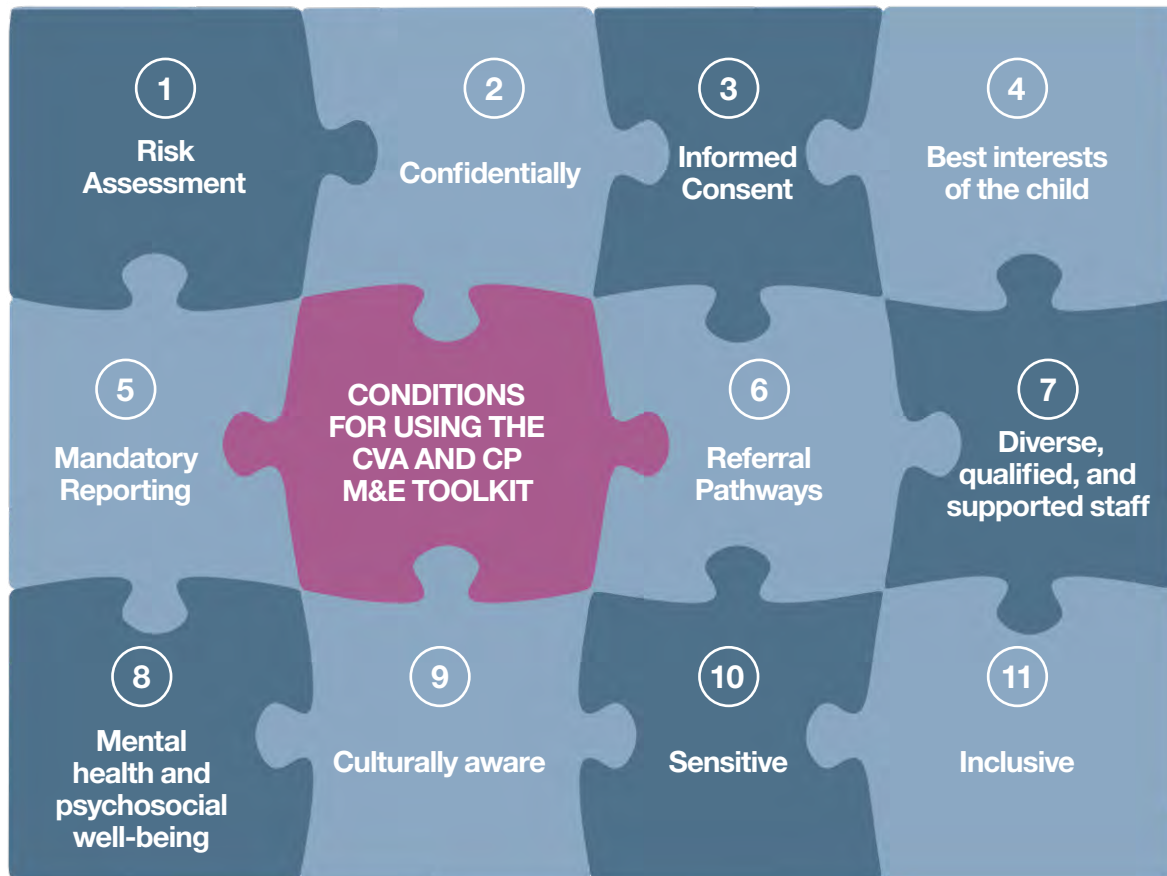 1
Risk
Assessment
2
Confidentially
3
Informed
Consent
4
Best interests
of the child
5
Mandatory
Reporting
CONDITIONS
FOR USING THE
CVA AND CP
M&E TOOLKIT
6
Referral
Pathways
7
Diverse,
qualified, and
supported staff
8
Mental
health and
psychosocial
well-being
9
Culturally aware
10
Sensitive
11
Inclusive